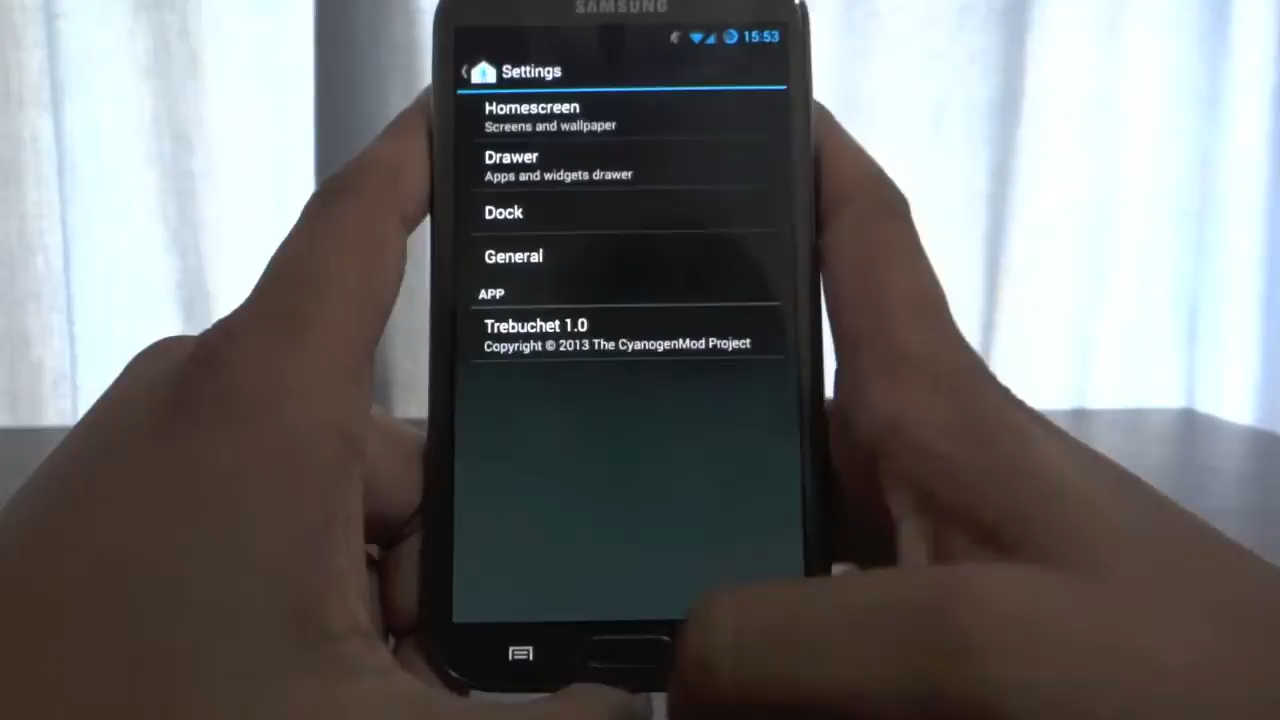 SAMSUNG
15:53
Settings
Homescreen
Screens and wallpaper
Drawer
Apps and widgets drawer
Dock
General
APP
Trebuchet 1.0
Copyright © 2013 The CyanogenMod Project